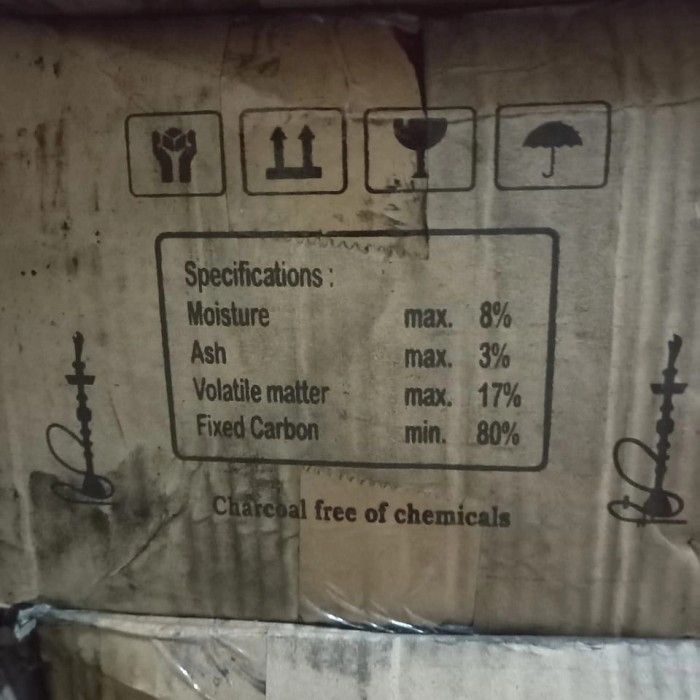 Specifications :
Moisture max. 8%
Ash max. 3%
Volatile matter max. 17%
Fixed Carbon min. 80%
Charcoal free of chemicals